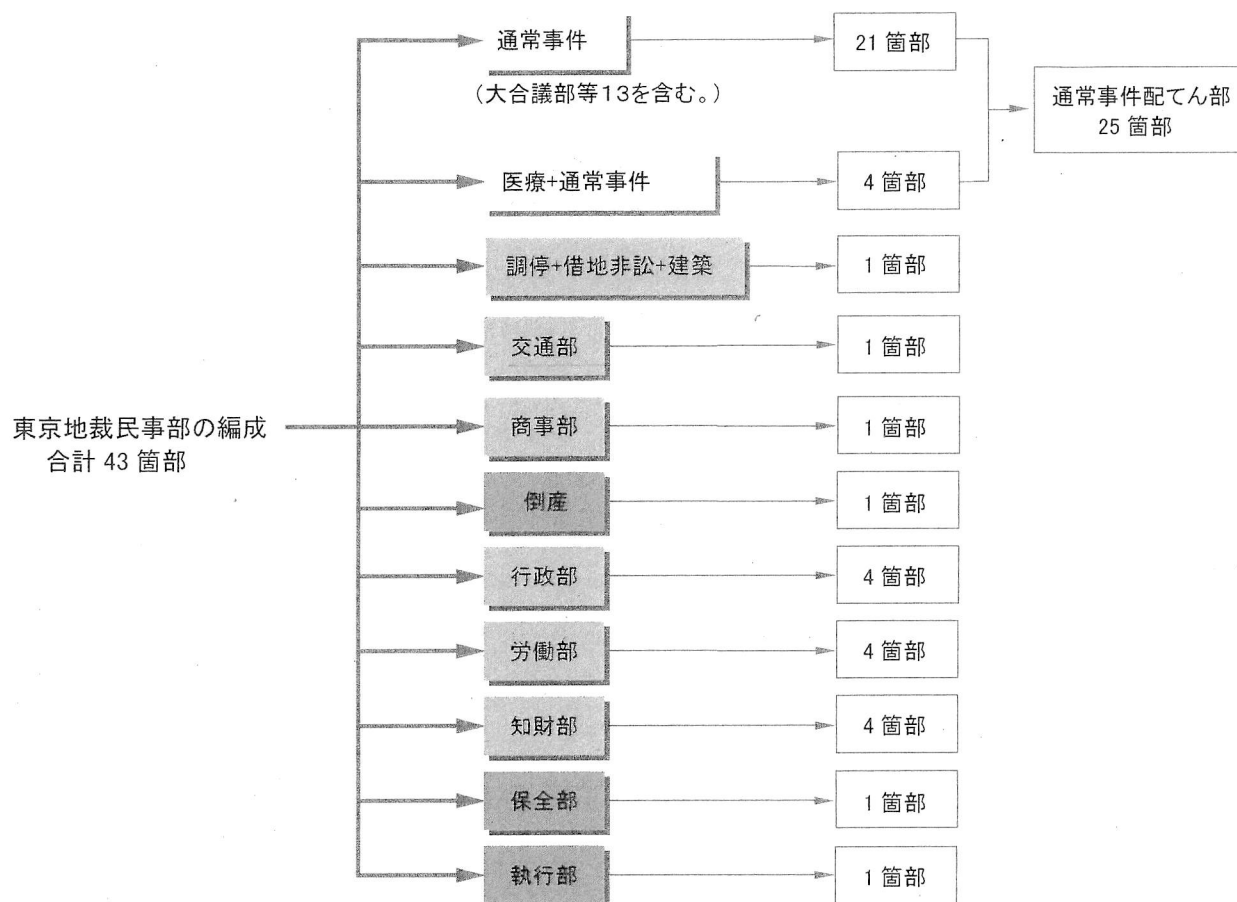 通常事件
21 箇部
(大合議部等13を含む。)
通常事件配てん部
25 箇部
医療+通常事件
4 箇部
調停+借地非訟+建築
1 箇部
交通部
1 箇部
東京地裁民事部の編成
合計 43 箇部
商事部
1 箇部
倒産
1 箇部
行政部
4 箇部
労働部
4 箇部
知財部
4 箇部
保全部
1 箇部
執行部
1 箇部